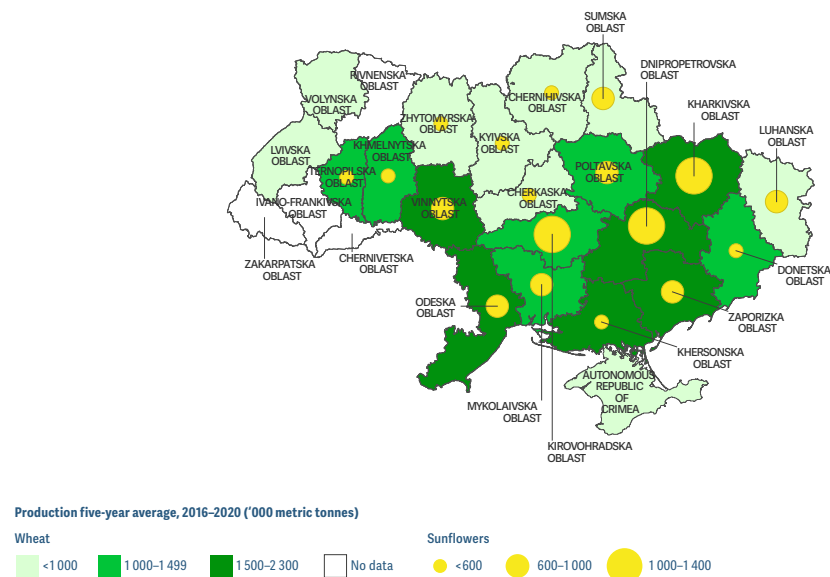 SUMSKA
OBLAST
DNIPROPETROVSKA
OBLAST
RIVNENSKA
OBLAST
VOLYNSKA
OBLAST
CHERNIHIVSKA
OBLAST
KHARKIVSKA
OBLAST
ZHYTOMYRSKA
OBLAST
KYIVSKA
OBLAST
LUHANSKA
OBLAST
LVIVSKA
OBLAST
KHMELNYTSKA
OBLAST
TERNOPILSKA
OBLAST
POLTAVSKA
OBLAST
CHERKASKA
OBLAST
IVANO-FRANKIVSKA
OBLAST
VINNYTSKA
OBLAST
ZAKARPATSKA
OBLAST
CHERNIVETSKA
OBLAST
DONETSKA
OBLAST
ODESKA
OBLAST
ZAPORIZKA
OBLAST
KHERSONSKA
OBLAST
AUTONOMOUS
REPUBLIC
OF
CRIMEA
MYKOLAIVSKA
OBLAST
KIROVOHRADSKA
OBLAST
Production five-year average, 2016–2020 (‘000 metric tonnes)
Wheat
<1 000
1 000–1 499
1 500–2 300
No data
Sunflowers
<600
600–1 000
1 000–1 400